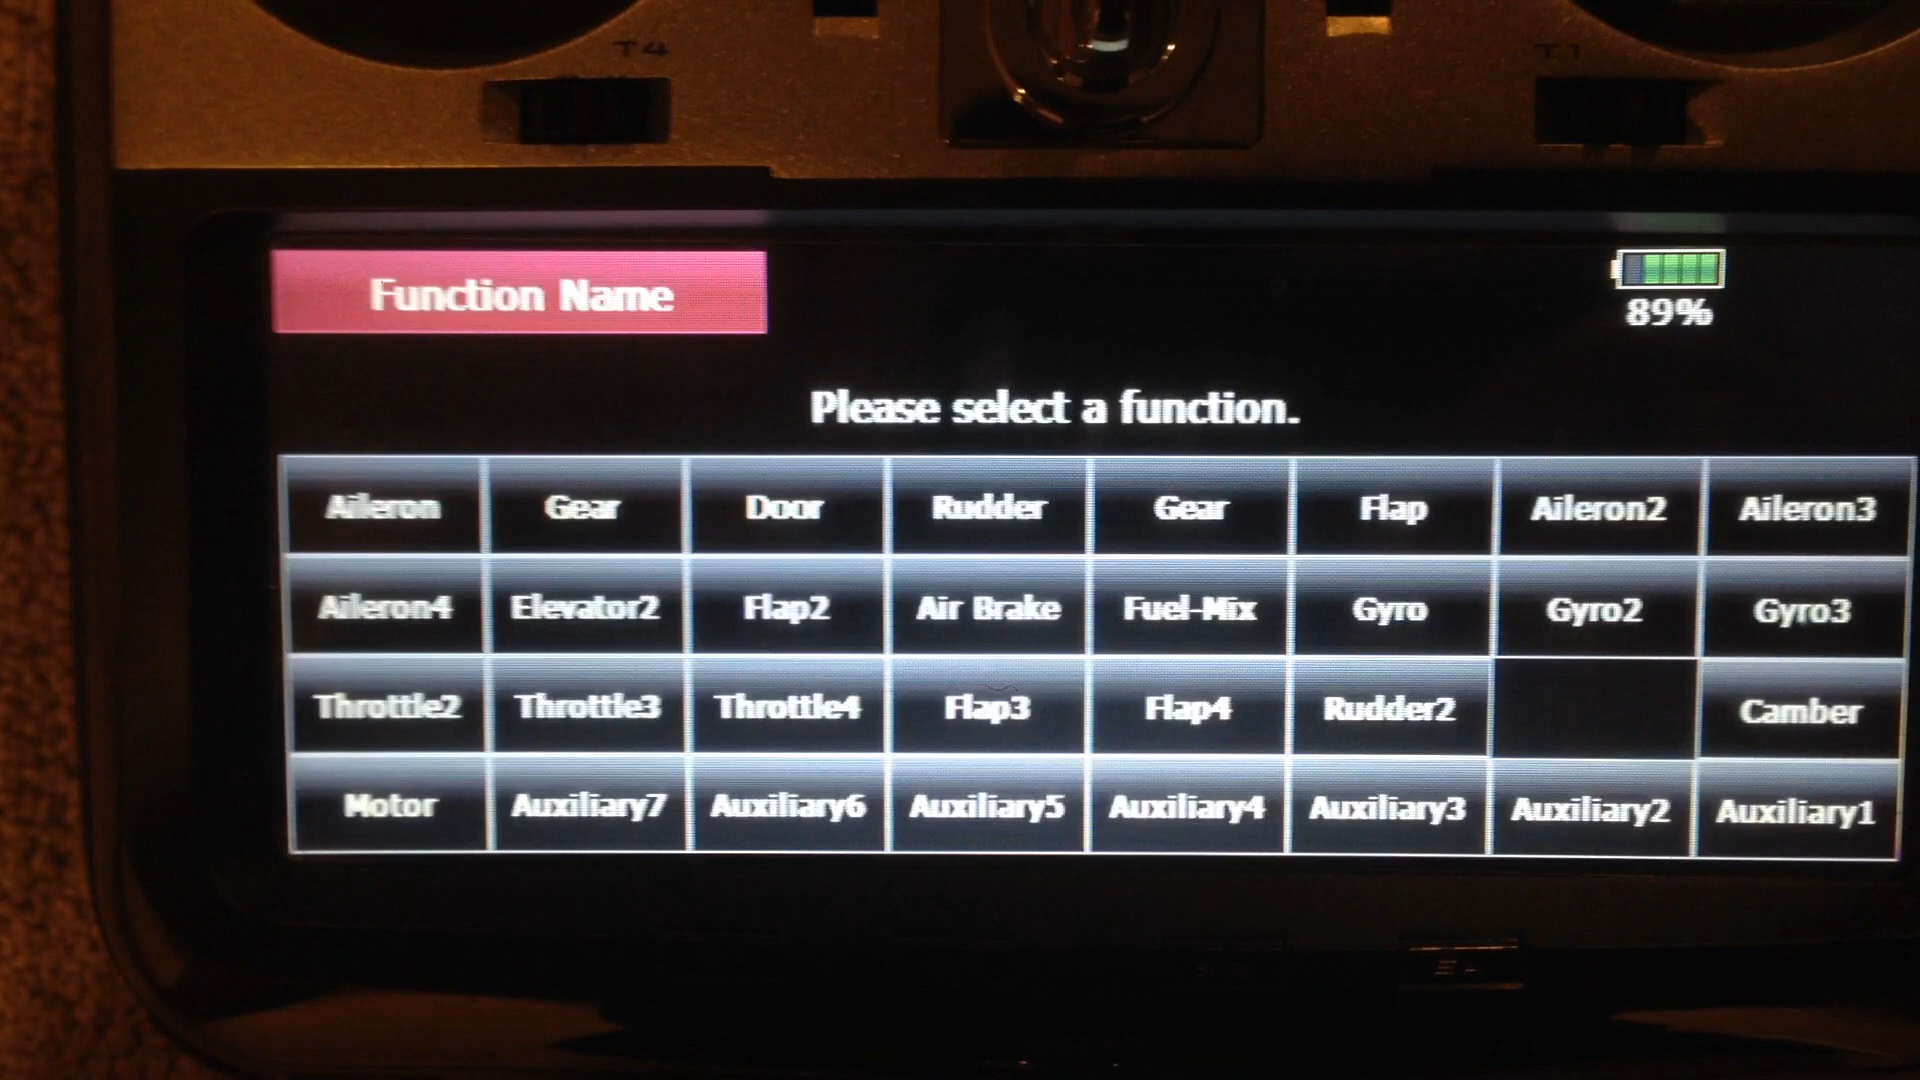 T4 T1
Function Name
89%
Please select a function.
Aileron Gear Door Rudder Gear Flap Aileron2 Aileron3
Aileron4 Elevator2 Flap2 Air Brake Fuel-Mix Gyro Gyro2 Gyro3
Throttle2 Throttle3 Throttle4 Flap3 Flap4 Rudder2 Camber
Motor Auxiliary7 Auxiliary6 Auxiliary5 Auxiliary4 Auxiliary3 Auxiliary2 Auxiliary1